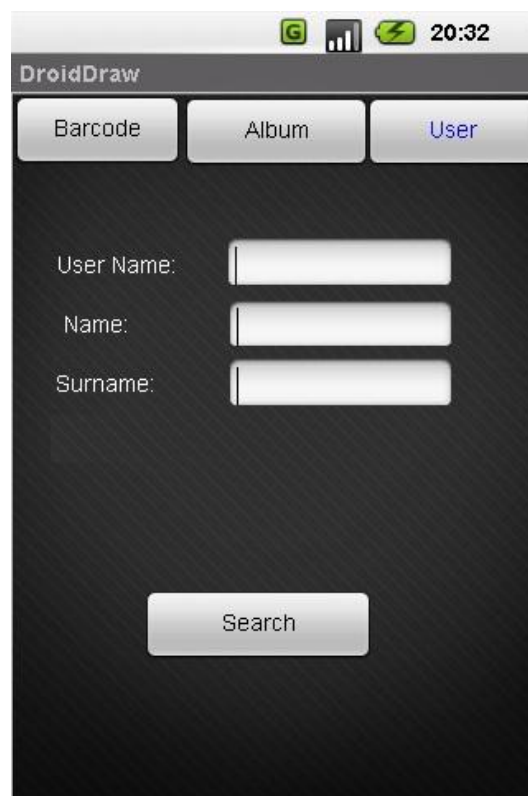 G 20:32
DroidDraw
Barcode Album User
User Name:
Name:
Surname:
Search